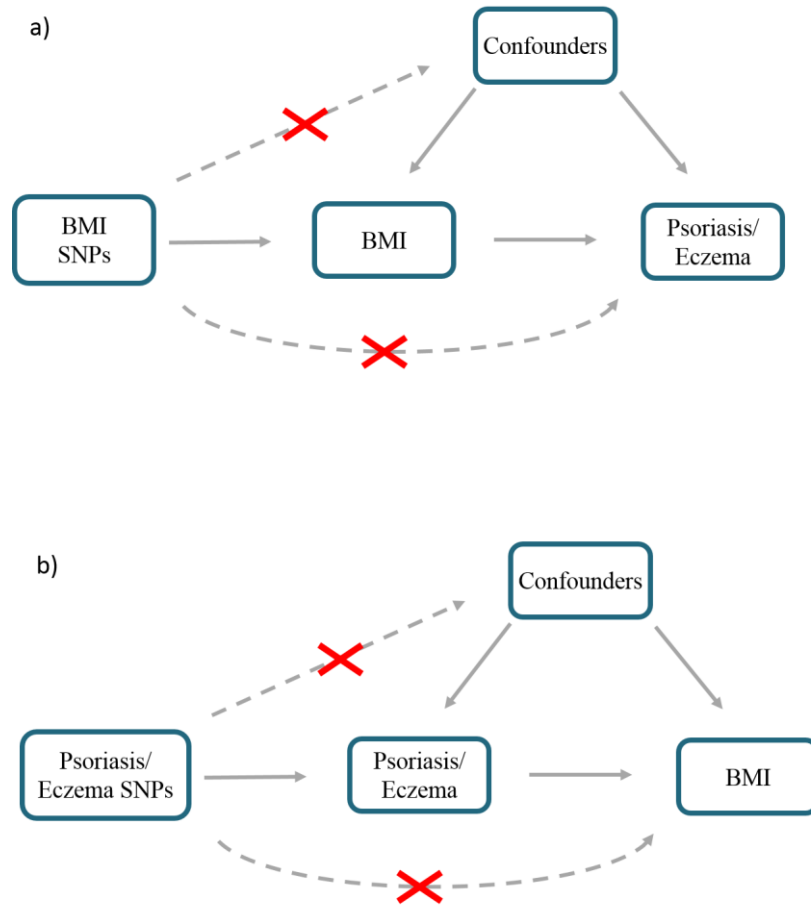 a)
Confounders
BMI
SNPs
BMI
Psoriasis/
Eczema
b)
Confounders
Psoriasis/
Eczema SNPs
Psoriasis/
Eczema
BMI